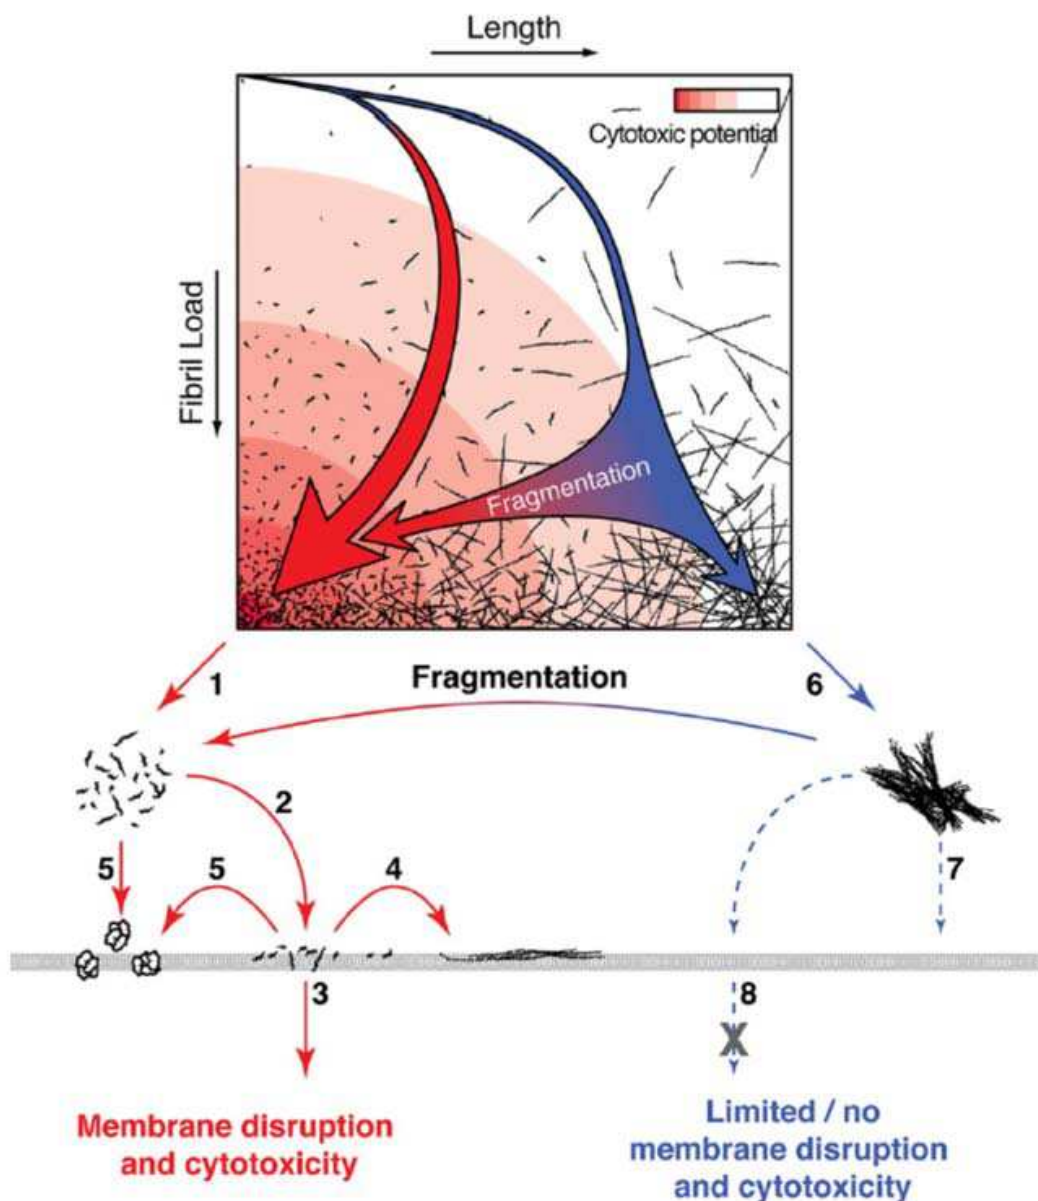 Length
Cytotoxic potential
Fibril Load
Fragmentation
1
Fragmentation
6
2
5
5
4
7
3
8
X
Membrane disruption
and cytotoxicity
Limited / no
membrane disruption
and cytotoxicity